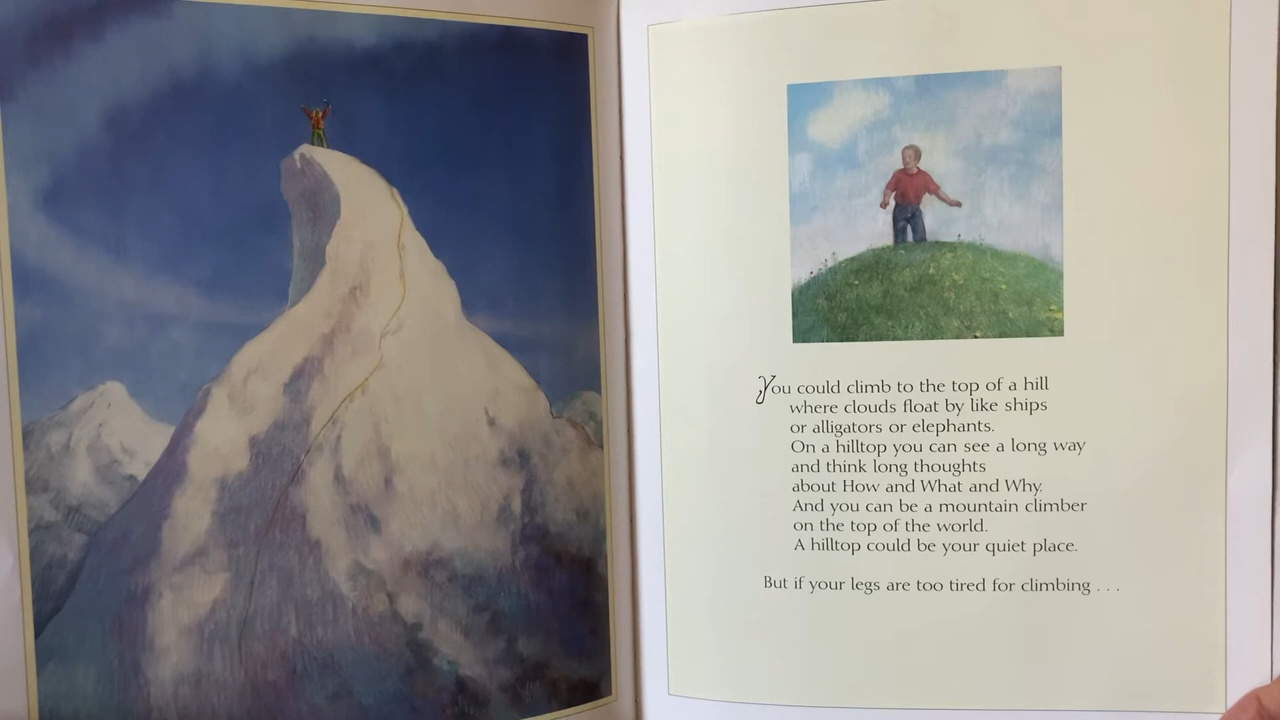 You could climb to the top of a hill
where clouds float by like ships
or alligators or elephants.
On a hilltop you can see a long way
and think long thoughts
about How and What and Why.
And you can be a mountain climber
on the top of the world.
A hilltop could be your quiet place.
But if your legs are too tired for climbing . . .